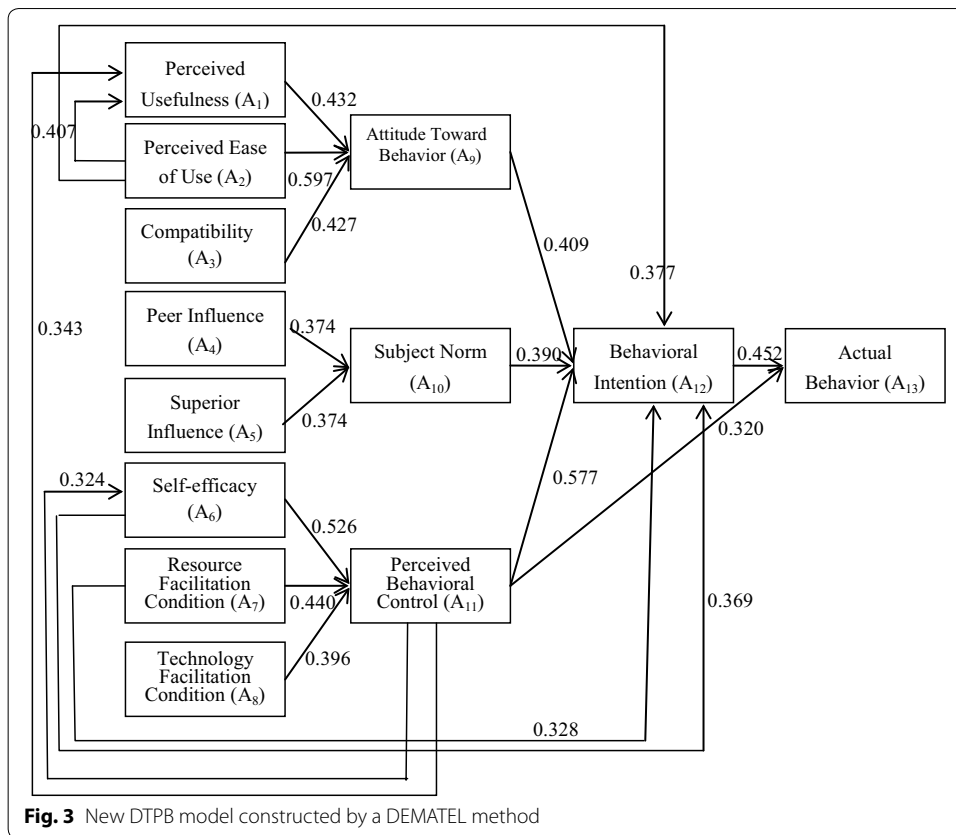 Perceived
Usefulness (A₁)
0.432
0.407
Perceived Ease
of Use (A₂)
0.597
Attitude Toward
Behavior (A₉)
Compatibility
(A₃)
0.427
0.409
0.377
0.343
Peer Influence
(A₄)
0.374
Subject Norm
(A₁₀)
0.390
Behavioral
Intention (A₁₂)
0.452
Actual
Behavior (A₁₃)
Superior
Influence (A₅)
0.374
0.320
0.324
Self-efficacy
(A₆)
0.526
0.577
Resource
Facilitation
Condition (A₇)
0.440
Perceived
Behavioral
Control (A₁₁)
0.369
Technology
Facilitation
Condition (A₈)
0.396
0.328
Fig. 3 New DTPB model constructed by a DEMATEL method